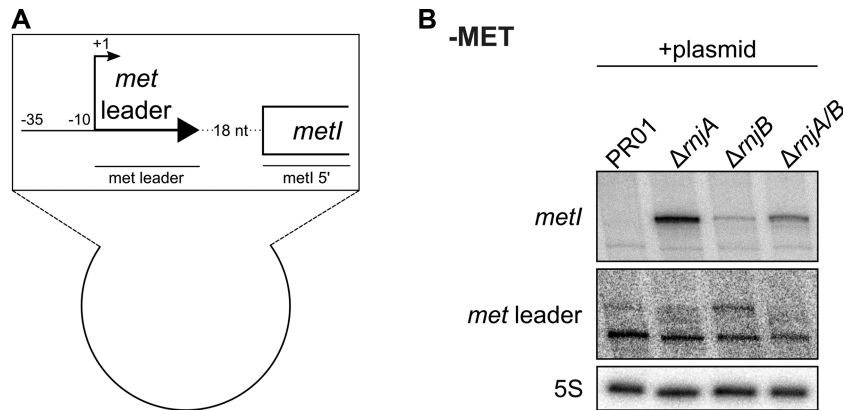 A
+1
met
leader
-35
-10
18 nt
metI
met leader
metI 5'
B
-MET
+plasmid
PR01
ΔrnjA
ΔrnjB
ΔrnjA/B
metI
met leader
5S